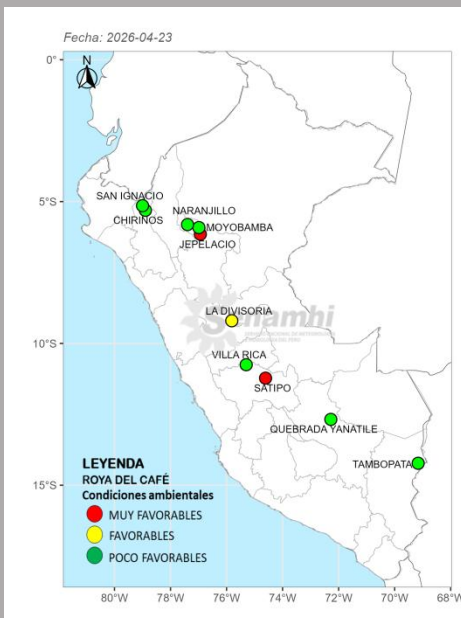 Fecha: 2026-04-23
N
0°
SAN IGNACIO
CHIRINOS
NARANJILLO
MOYOBAMBA
JEPELACIO
5°S
LA DIVISORIA
Senamhi
10°S
VILLA RICA
SATIPO
QUEBRADA YANATILE
TAMBOPATA
15°S
LEYENDA
ROYA DEL CAFÉ
Condiciones ambientales
MUY FAVORABLES
FAVORABLES
POCO FAVORABLES
80°W 78°W 76°W 74°W 72°W 70°W 68°W